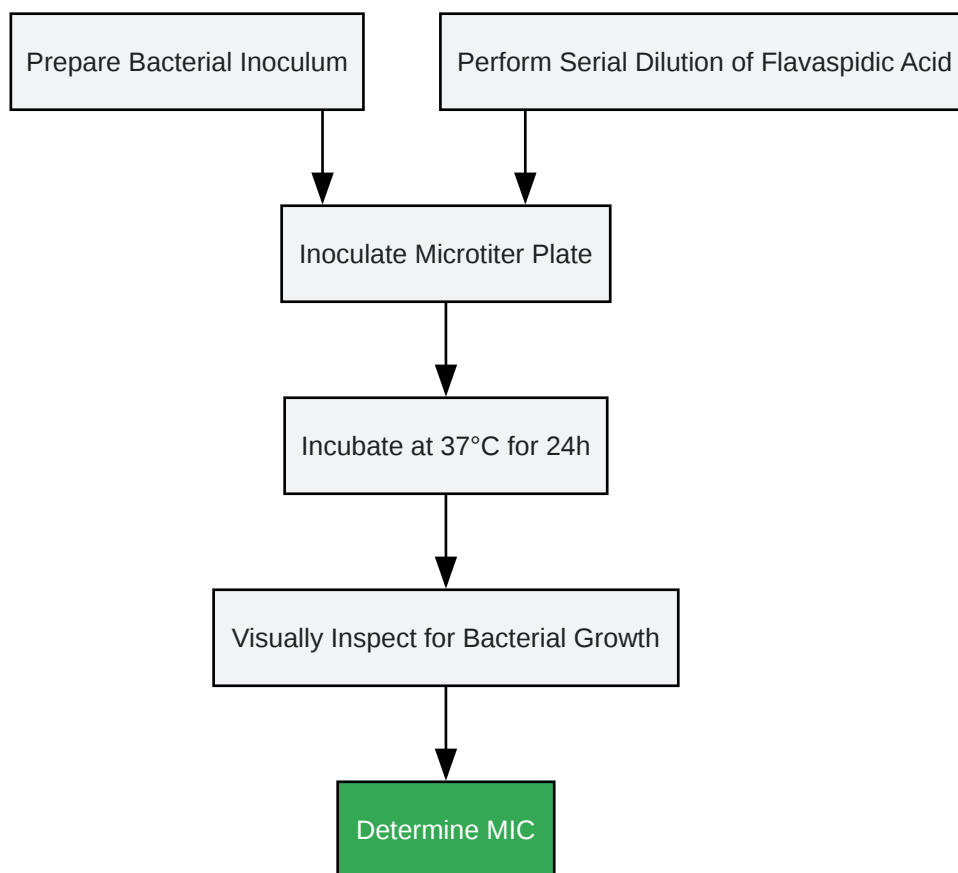 Prepare Bacterial Inoculum
Perform Serial Dilution of Flavaspidic Acid
Inoculate Microtiter Plate
Incubate at 37°C for 24h
Visually Inspect for Bacterial Growth
Determine MIC